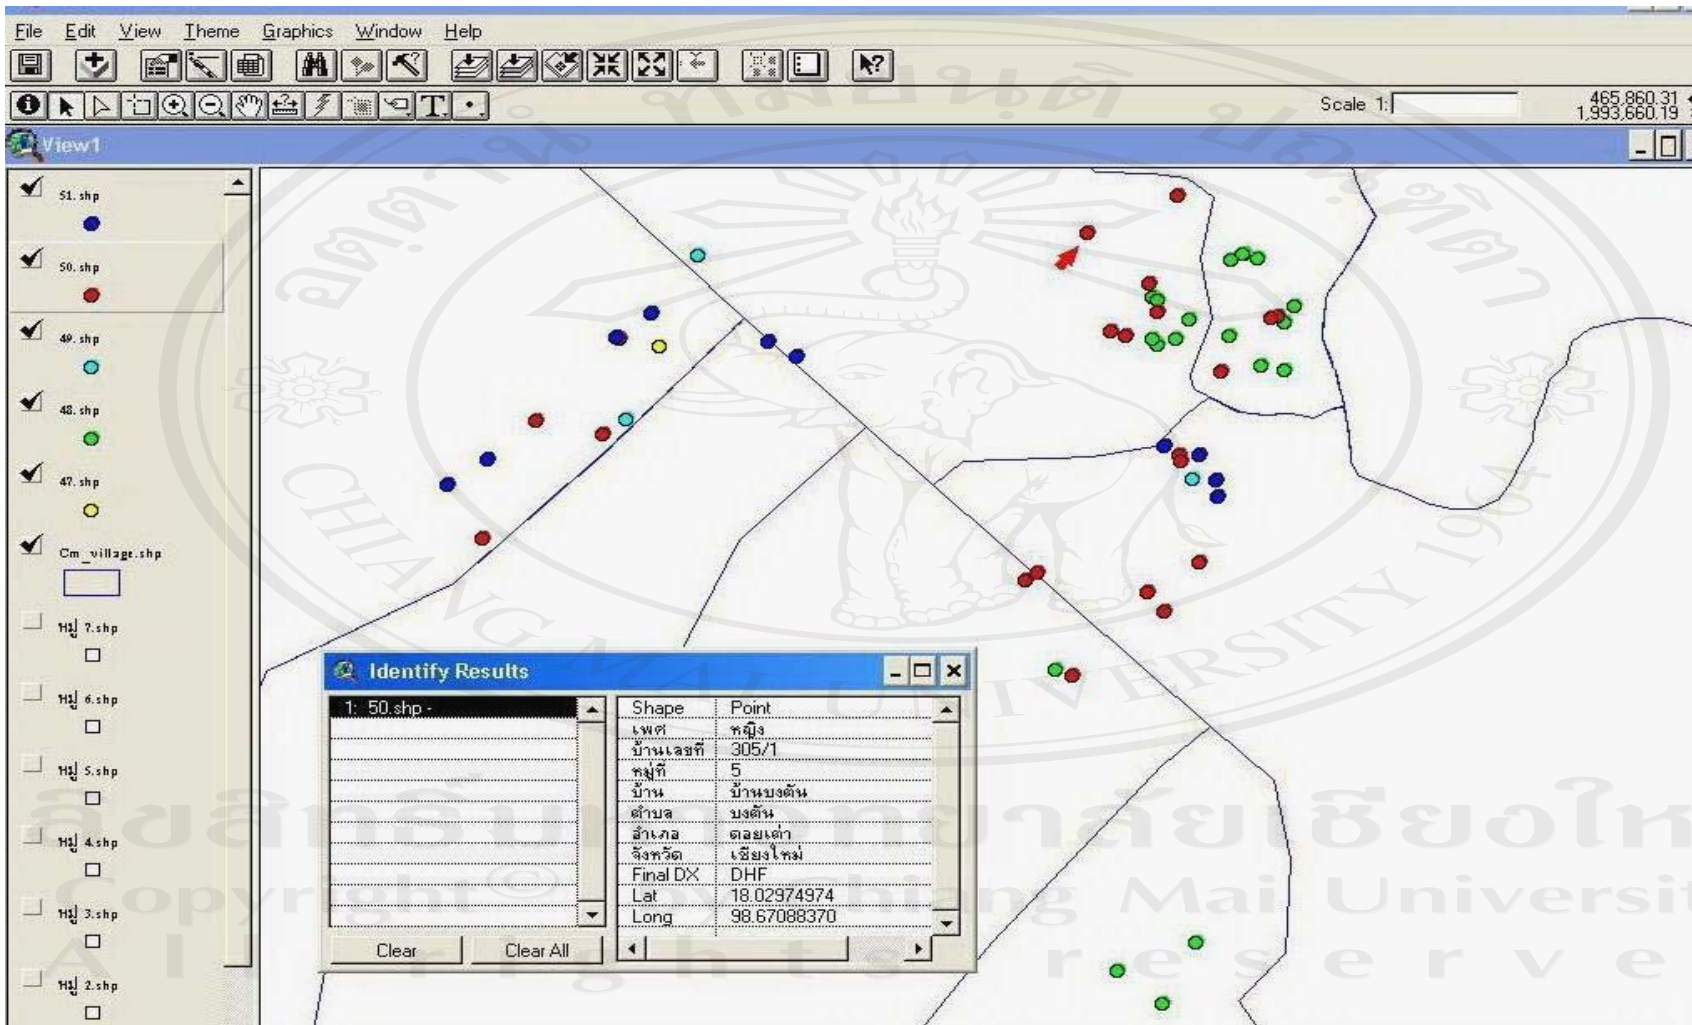 File Edit View Theme Graphics Window Help
Scale 1: 465,860.31
1,993,660.19
View1
51.shp
50.shp
49.shp
48.shp
47.shp
Cm_village.shp
หมู่ 7.shp
หมู่ 6.shp
หมู่ 5.shp
หมู่ 4.shp
หมู่ 3.shp
หมู่ 2.shp
Identify Results
1: 50.shp -
Shape Point
เพศ หญิง
บ้านเลขที่ 305/1
หมู่ที่ 5
บ้าน บ้านบงตัน
ตำบล บงตัน
อำเภอ ดอยเต่า
จังหวัด เชียงใหม่
Final DX DHF
Lat 18.02974974
Long 98.67088370
Clear Clear All
CHIANG MAI UNIVERSITY 1964
Copyright © by Chiang Mai Universit
All rights reserve